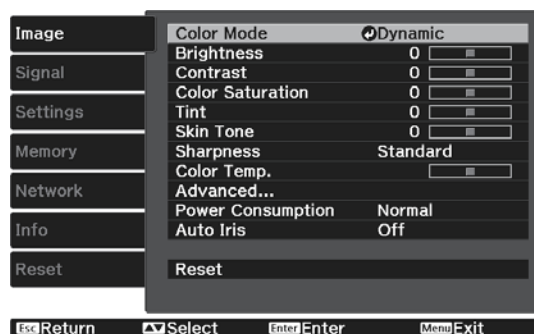 Image
Signal
Settings
Memory
Network
Info
Reset
Color Mode Dynamic
Brightness 0
Contrast 0
Color Saturation 0
Tint 0
Skin Tone 0
Sharpness Standard
Color Temp.
Advanced...
Power Consumption Normal
Auto Iris Off
Reset
Esc Return Select Enter Enter Menu Exit